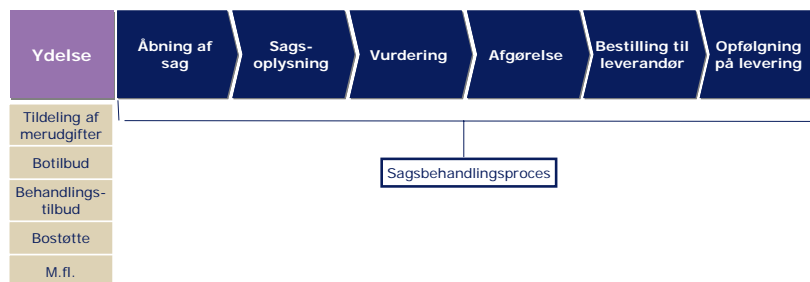 Ydelse
Åbning af
sag
Sags-
oplysning
Vurdering
Afgørelse
Bestilling til
leverandør
Opfølgning
på levering
Tildeling af
merudgifter
Botilbud
Behandlings-
tilbud
Bostøtte
M.fl.
Sagsbehandlingsproces